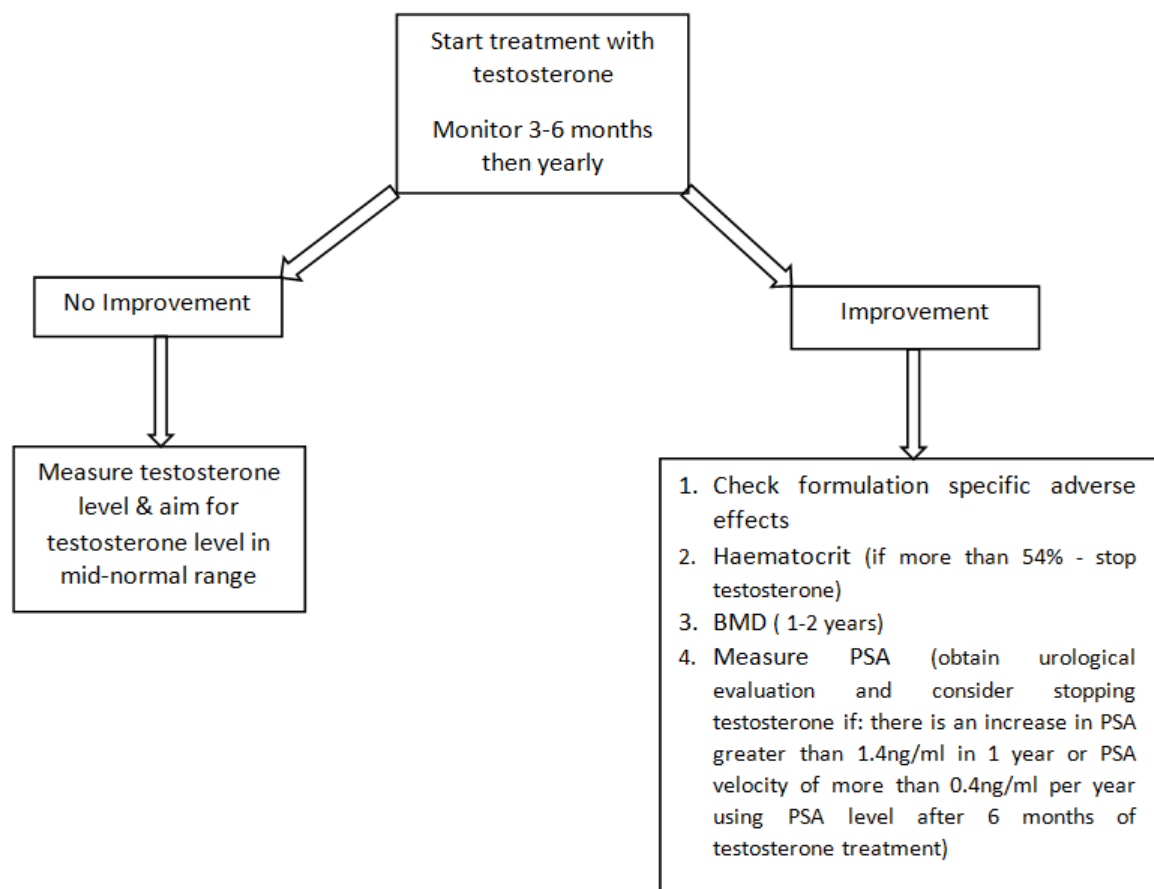 Start treatment with
testosterone
Monitor 3-6 months
then yearly
No Improvement
Improvement
Measure testosterone
level & aim for
testosterone level in
mid-normal range
1. Check formulation specific adverse
effects
2. Haematocrit (if more than 54% - stop
testosterone)
3. BMD ( 1-2 years)
4. Measure PSA (obtain urological
evaluation and consider stopping
testosterone if: there is an increase in PSA
greater than 1.4ng/ml in 1 year or PSA
velocity of more than 0.4ng/ml per year
using PSA level after 6 months of
testosterone treatment)